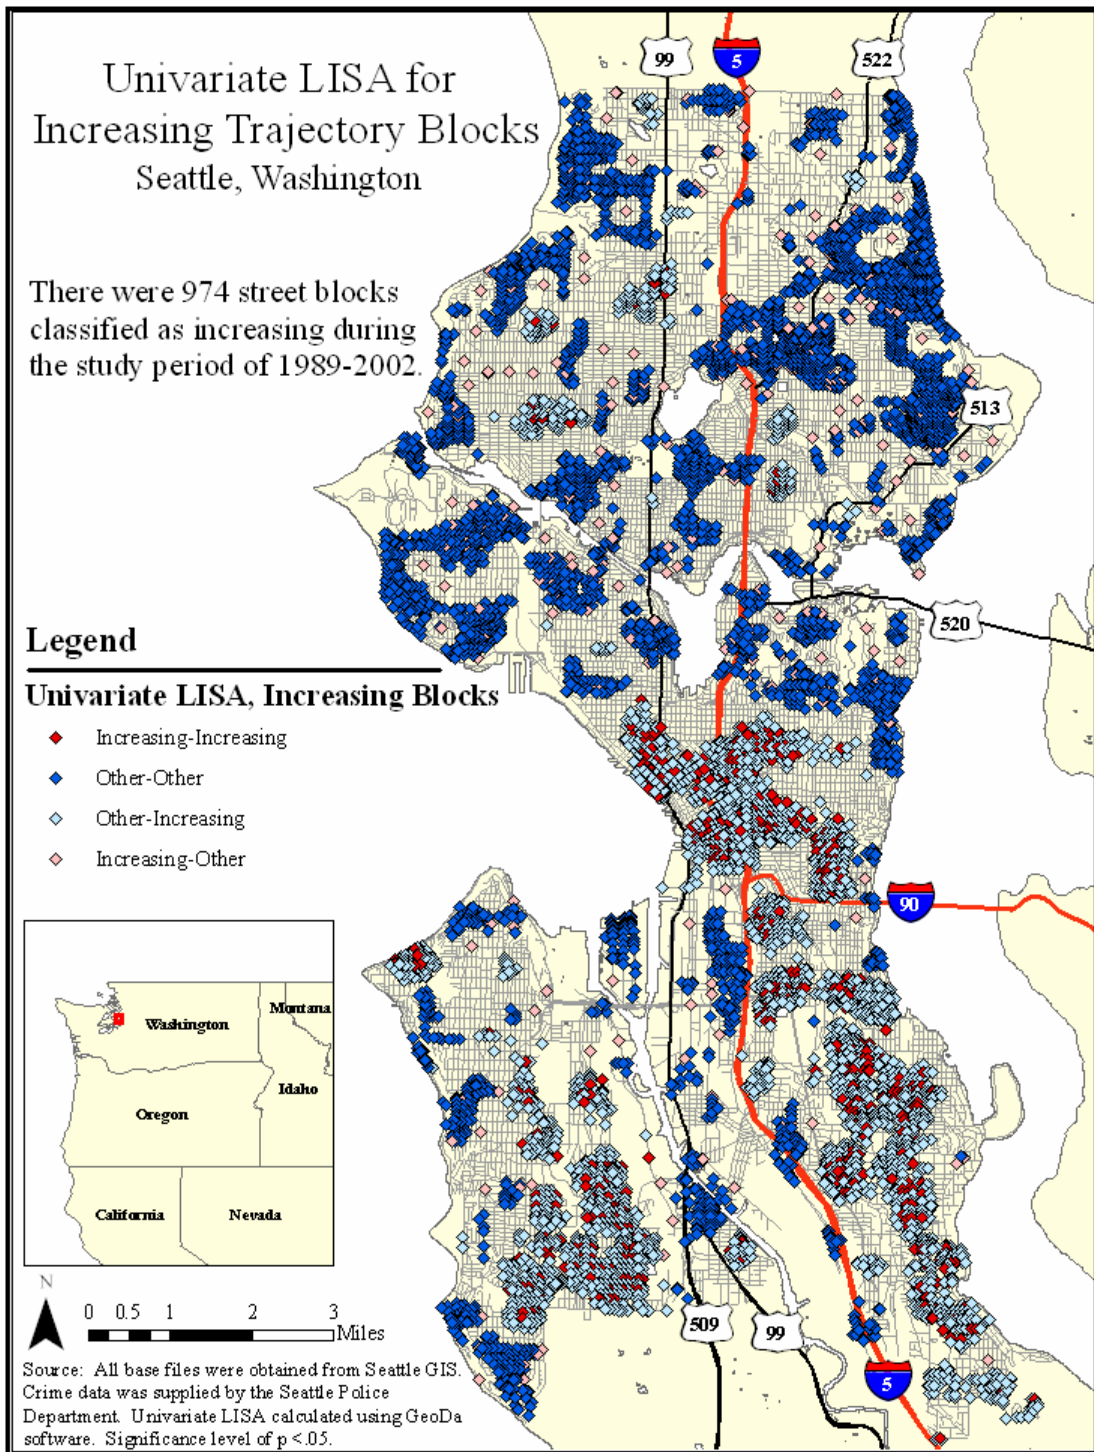 Univariate LISA for
Increasing Trajectory Blocks
Seattle, Washington
There were 974 street blocks
classified as increasing during
the study period of 1989-2002.
99
5
522
513
520
90
509
99
5
Legend
Univariate LISA, Increasing Blocks
Increasing-Increasing
Other-Other
Other-Increasing
Increasing-Other
Washington
Montana
Idaho
Oregon
California
Nevada
N
0 0.5 1 2 3
Miles
Source: All base files were obtained from Seattle GIS.
Crime data was supplied by the Seattle Police
Department. Univariate LISA calculated using GeoDa
software. Significance level of p <.05.